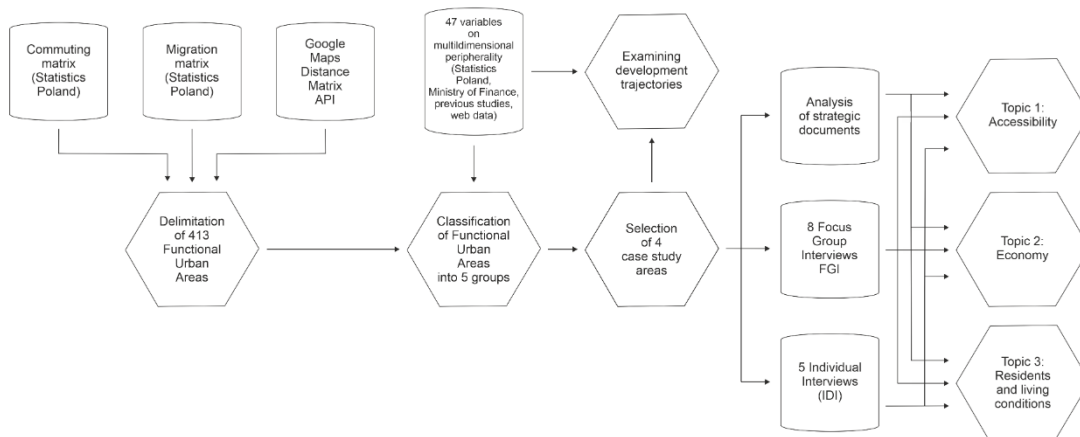 Commuting
matrix
(Statistics
Poland)
Migration
matrix
(Statistics
Poland)
Google
Maps
Distance
Matrix
API
47 variables
on
multildimensional
peripherality
(Statistics
Poland,
Ministry of Finance,
previous studies,
web data)
Examining
development
trajectories
Delimitation
of 413
Functional
Urban
Areas
Classification
of Functional
Urban
Areas
into 5 groups
Selection
of 4
case study
areas
Analysis
of strategic
documents
8 Focus
Group
Interviews
FGI
5 Individual
Interviews
(IDI)
Topic 1:
Accessibility
Topic 2:
Economy
Topic 3:
Residents
and living
conditions